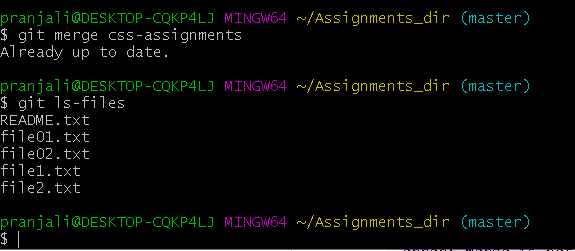 pranjali@DESKTOP-CQKP4LJ MINGW64 ~/Assignments_dir (master)
$ git merge css-assignments
Already up to date.
pranjali@DESKTOP-CQKP4LJ MINGW64 ~/Assignments_dir (master)
$ git ls-files
README.txt
file01.txt
file02.txt
file1.txt
file2.txt
pranjali@DESKTOP-CQKP4LJ MINGW64 ~/Assignments_dir (master)
$